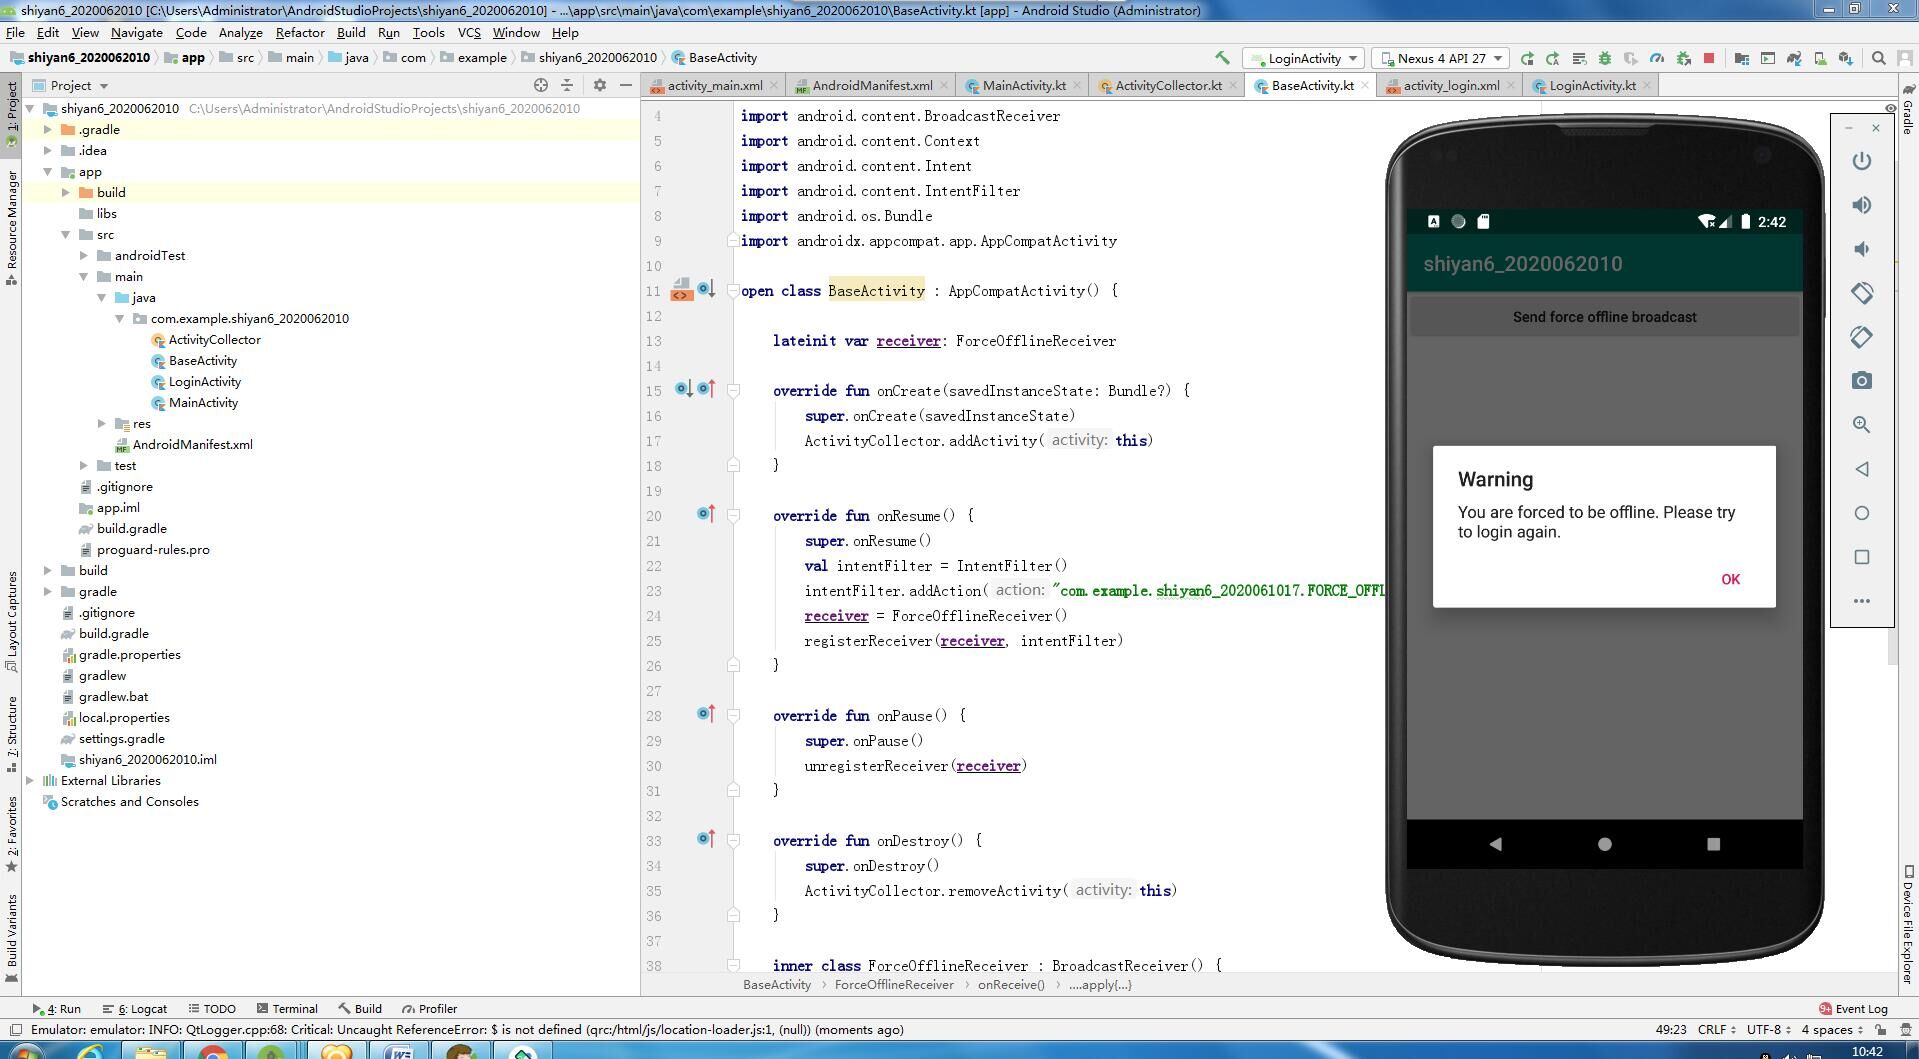 shiyan6_2020062010 [C:\Users\Administrator\AndroidStudioProjects\shiyan6_2020062010] - ...\app\src\main\java\com\example\shiyan6_2020062010\BaseActivity.kt [app] - Android Studio (Administrator)
File Edit View Navigate Code Analyze Refactor Build Run Tools VCS Window Help
shiyan6_2020062010 app src main java com example shiyan6_2020062010 BaseActivity LoginActivity Nexus 4 API 27
Project
activity_main.xml AndroidManifest.xml MainActivity.kt ActivityCollector.kt BaseActivity.kt activity_login.xml LoginActivity.kt
1: Project
Resource Manager
Layout Captures
7: Structure
2: Favorites
Build Variants
shiyan6_2020062010 C:\Users\Administrator\AndroidStudioProjects\shiyan6_2020062010
.gradle
.idea
app
build
libs
src
androidTest
main
java
com.example.shiyan6_2020062010
ActivityCollector
BaseActivity
LoginActivity
MainActivity
res
AndroidManifest.xml
test
.gitignore
app.iml
build.gradle
proguard-rules.pro
build
gradle
.gitignore
build.gradle
gradle.properties
gradlew
gradlew.bat
local.properties
settings.gradle
shiyan6_2020062010.iml
External Libraries
Scratches and Consoles
4 import android.content.BroadcastReceiver
5 import android.content.Context
6 import android.content.Intent
7 import android.content.IntentFilter
8 import android.os.Bundle
9 import androidx.appcompat.app.AppCompatActivity
10
11 open class BaseActivity : AppCompatActivity() {
12
13 lateinit var receiver: ForceOfflineReceiver
14
15 override fun onCreate(savedInstanceState: Bundle?) {
16 super.onCreate(savedInstanceState)
17 ActivityCollector.addActivity( activity: this)
18 }
19
20 override fun onResume() {
21 super.onResume()
22 val intentFilter = IntentFilter()
23 intentFilter.addAction( action: "com.example.shiyan6_2020061017.FORCE_OFFL
24 receiver = ForceOfflineReceiver()
25 registerReceiver(receiver, intentFilter)
26 }
27
28 override fun onPause() {
29 super.onPause()
30 unregisterReceiver(receiver)
31 }
32
33 override fun onDestroy() {
34 super.onDestroy()
35 ActivityCollector.removeActivity( activity: this)
36 }
37
38 inner class ForceOfflineReceiver : BroadcastReceiver() {
BaseActivity ForceOfflineReceiver onReceive() ....apply{...}
2:42
shiyan6_2020062010
Send force offline broadcast
Warning
You are forced to be offline. Please try
to login again.
OK
Gradle
Device File Explorer
4: Run 6: Logcat TODO Terminal Build Profiler Event Log
Emulator: emulator: INFO: QtLogger.cpp:68: Critical: Uncaught ReferenceError: $ is not defined (qrc:/html/js/location-loader.js:1, (null)) (moments ago) 49:23 CRLF UTF-8 4 spaces
10:42